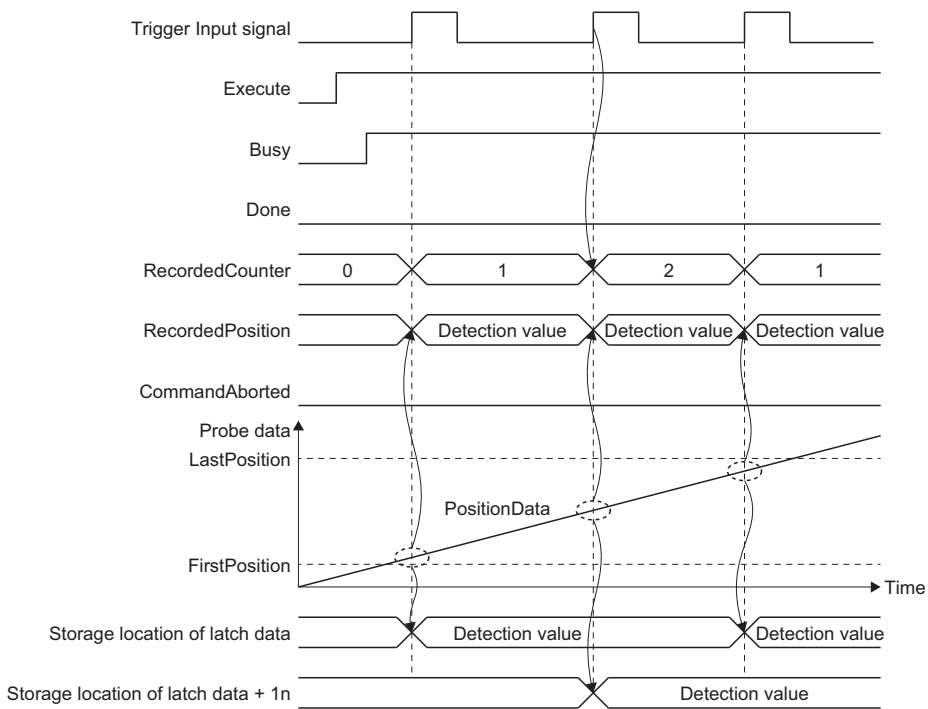 Trigger Input signal
Execute
Busy
Done
RecordedCounter 0 1 2 1
RecordedPosition Detection value Detection value Detection value
CommandAborted
Probe data
LastPosition
PositionData
FirstPosition
Time
Storage location of latch data Detection value Detection value
Storage location of latch data + 1n Detection value